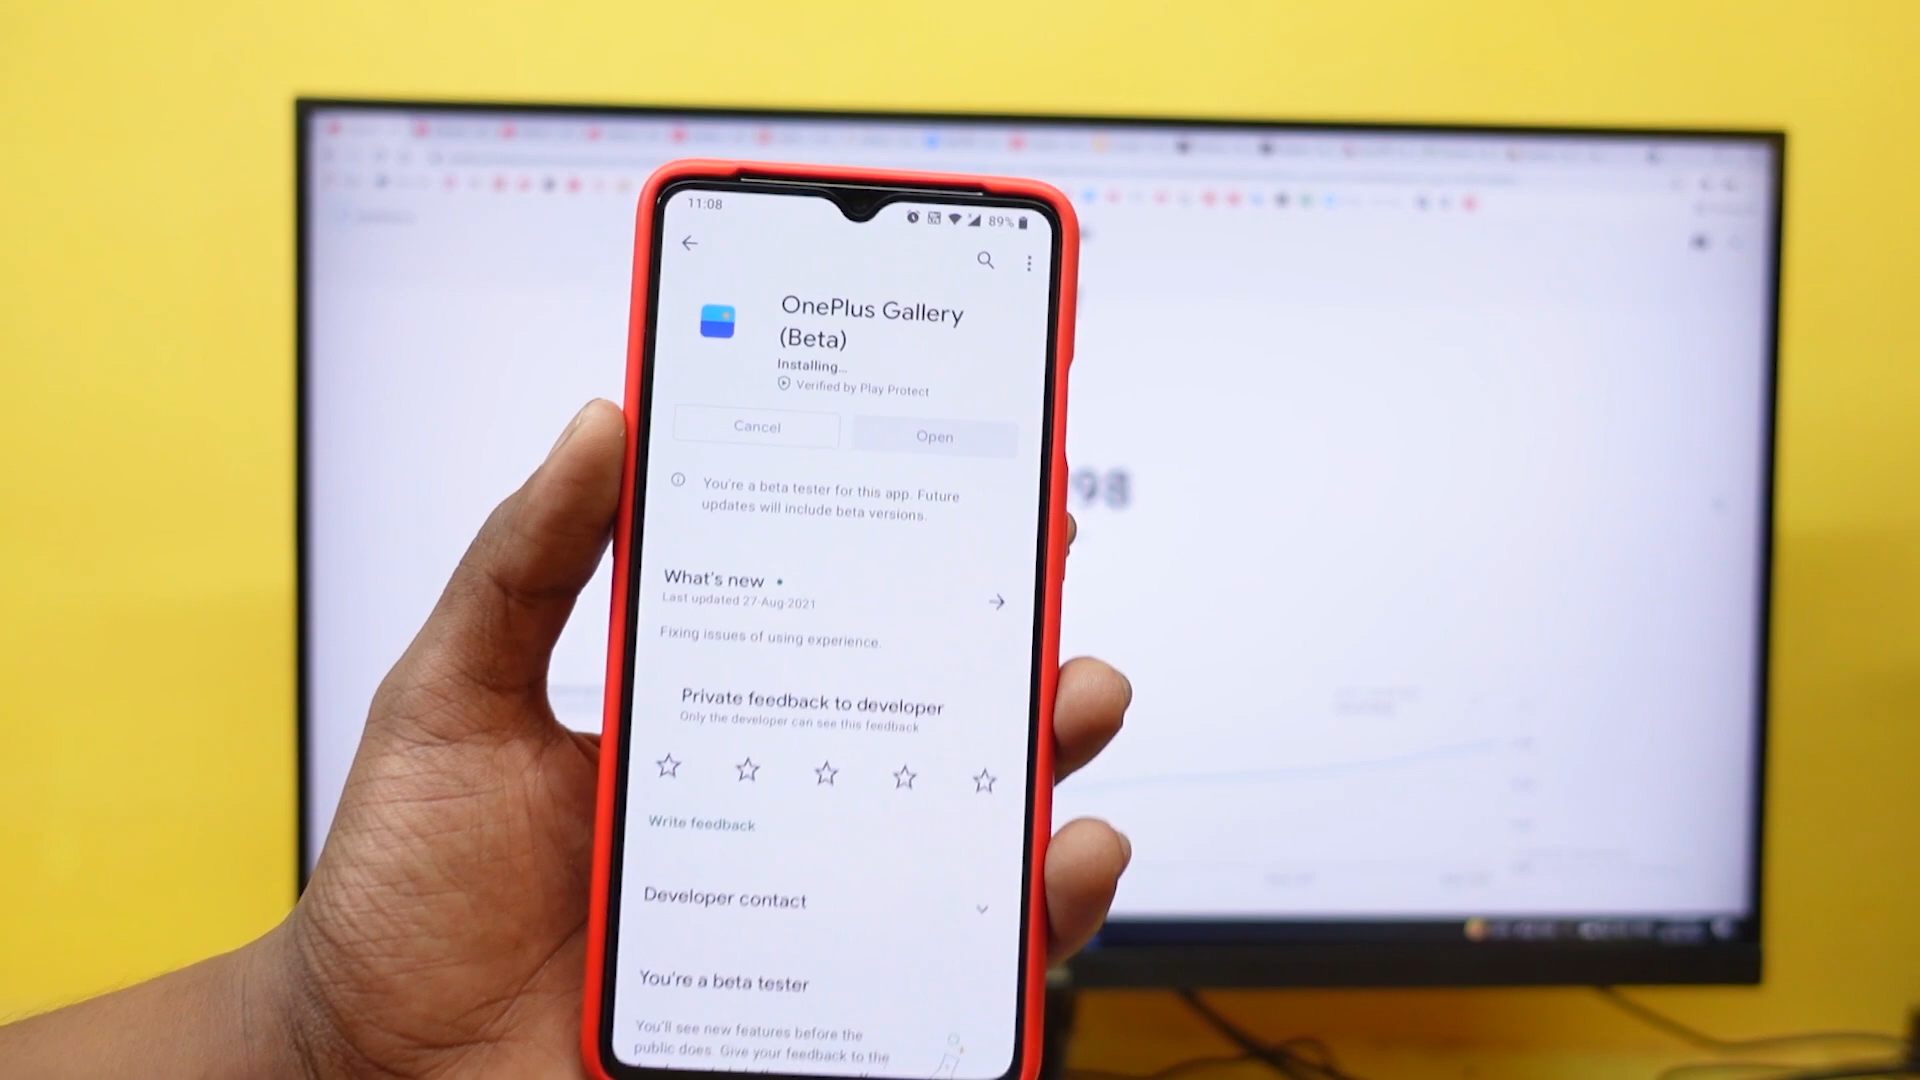 11:08
89%
OnePlus Gallery
(Beta)
Installing...
Verified by Play Protect
Cancel
Open
You're a beta tester for this app. Future
updates will include beta versions.
What's new
Last updated 27-Aug-2021
Fixing issues of using experience.
Private feedback to developer
Only the developer can see this feedback
Write feedback
Developer contact
You're a beta tester
You'll see new features before the
public does. Give your feedback to the
98